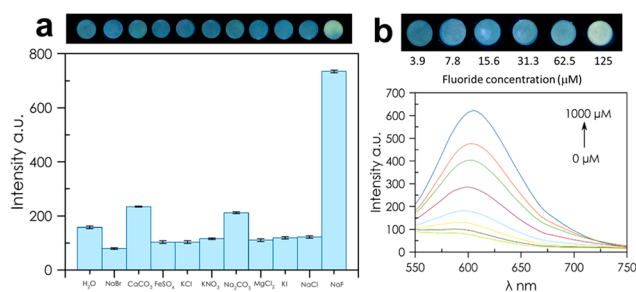 a
800
600
400
200
0
Intensity a.u.
H₂O NaBr CaCO₃ FeSO₄ KCl KNO₃ Na₂CO₃ MgCl₂ KI NaCl NaF
b
3.9 7.8 15.6 31.3 62.5 125
Fluoride concentration (μM)
700
600
500
400
300
200
100
0
Intensity a.u.
1000 μM
0 μM
550 600 650 700 750
λ nm